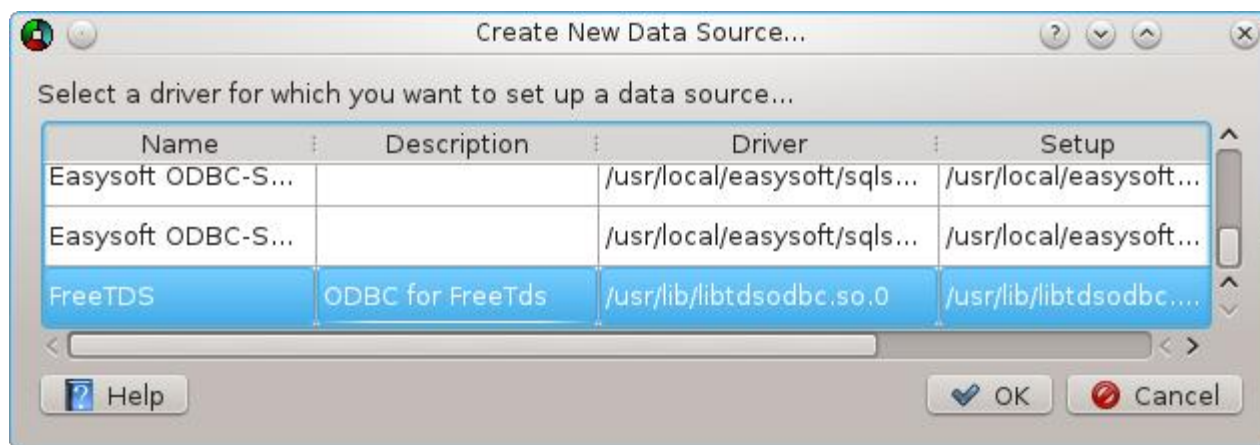 Create New Data Source...
Select a driver for which you want to set up a data source...
Name Description Driver Setup
Easysoft ODBC-S... /usr/local/easysoft/sqls... /usr/local/easysoft...
Easysoft ODBC-S... /usr/local/easysoft/sqls... /usr/local/easysoft...
FreeTDS ODBC for FreeTds /usr/lib/libtdsodbc.so.0 /usr/lib/libtdsodbc....
Help OK Cancel